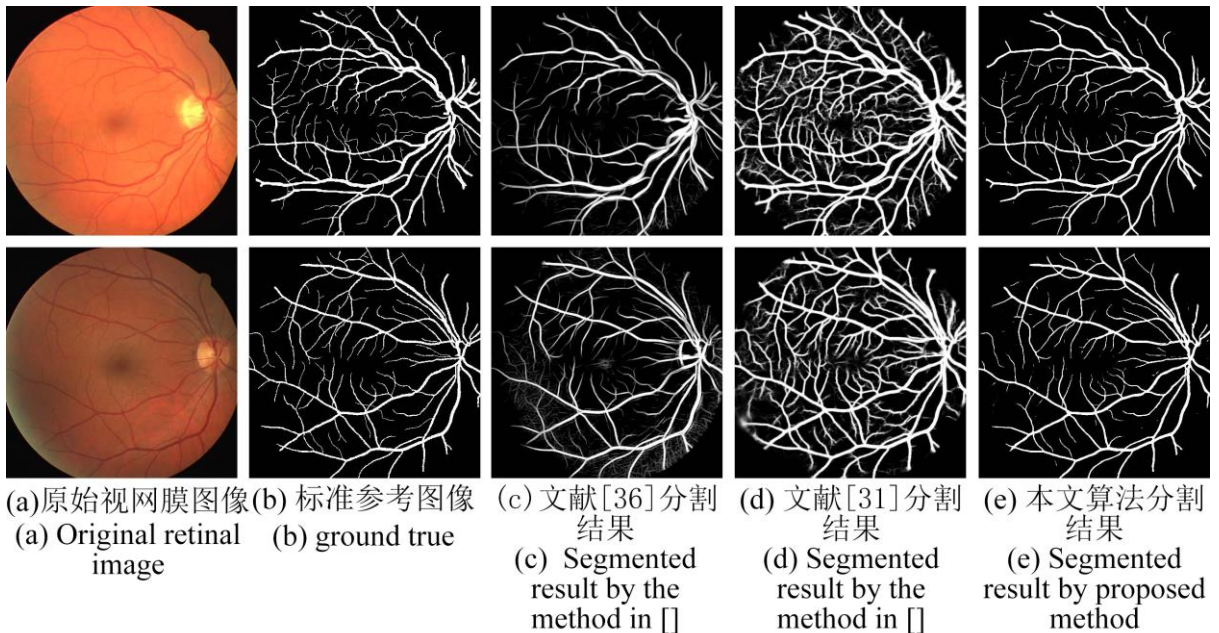 (a)原始视网膜图像
(a) Original retinal
image
(b) 标准参考图像
(b) ground true
(c) 文献[36]分割
结果
(c) Segmented
result by the
method in []
(d) 文献[31]分割
结果
(d) Segmented
result by the
method in []
(e) 本文算法分割
结果
(e) Segmented
result by proposed
method